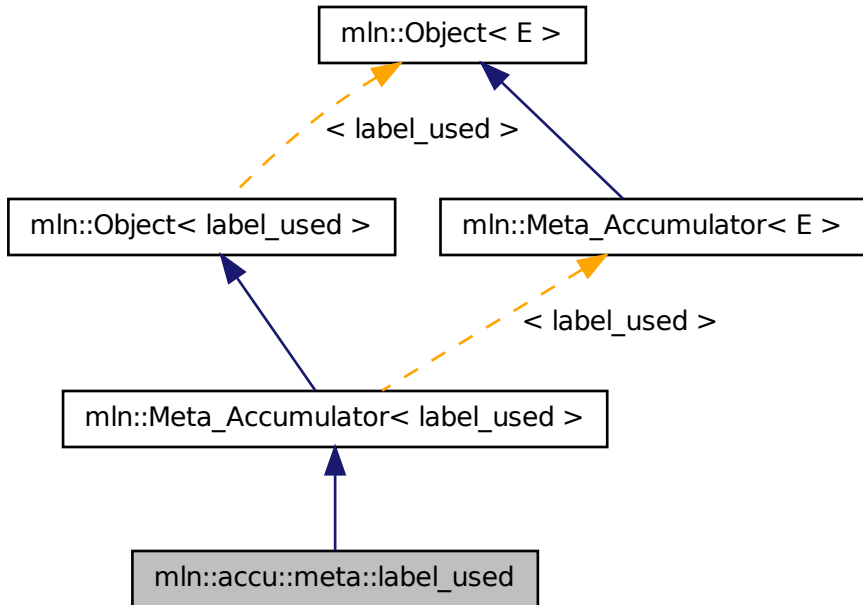 mln::Object< E >
< label_used >
mln::Object< label_used >
mln::Meta_Accumulator< E >
< label_used >
mln::Meta_Accumulator< label_used >
mln::accu::meta::label_used